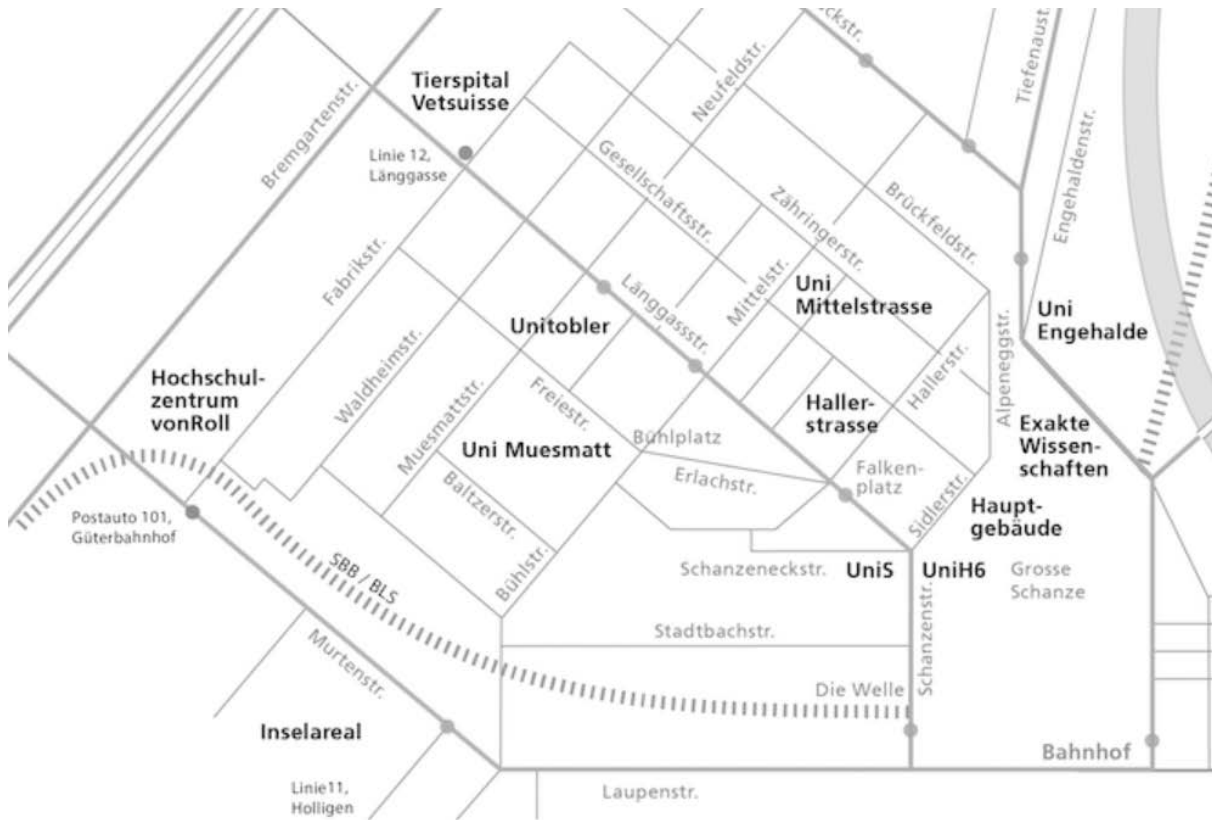 ckstr.
Tiefenaust.
Tierspital
Vetsuisse
Neufeldstr.
Bremgartenstr.
Linie 12,
Länggasse
Gesellschaftsstr.
Engehaldenstr.
Zähringerstr.
Brückfeldstr.
Fabrikstr.
Länggassstr.
Mittelstr.
Uni
Mittelstrasse
Unitobler
Uni
Engehalde
Alpeneggstr.
Waldheimstr.
Hochschul-
zentrum
vonRoll
Muesmattstr.
Freiestr.
Hallerstr.
Haller-
strasse
Uni Muesmatt
Bühlplatz
Exakte
Wissen-
schaften
Erlachstr.
Falken-
platz
Baltzerstr.
Sidlerstr.
Haupt-
gebäude
Postauto 101,
Güterbahnhof
SBB / BLS
Bühlstr.
Schanzeneckstr.
UniS
UniH6
Grosse
Schanze
Stadtbachstr.
Schanzenstr.
Murtenstr.
Die Welle
Inselareal
Bahnhof
Linie11,
Holligen
Laupenstr.